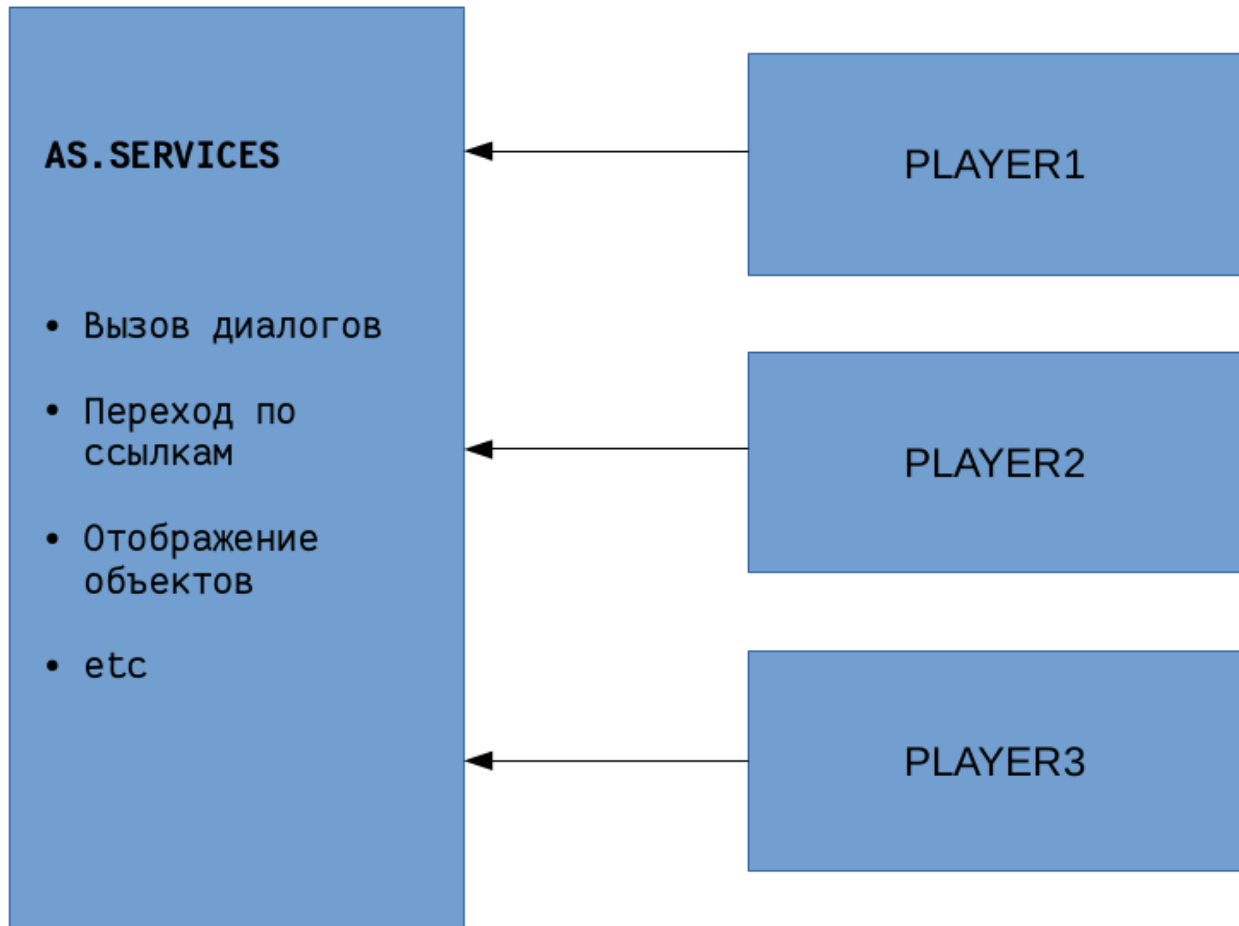 AS.SERVICES
• Вызов диалогов
• Переход по
ссылкам
• Отображение
объектов
• etc
PLAYER1
PLAYER2
PLAYER3